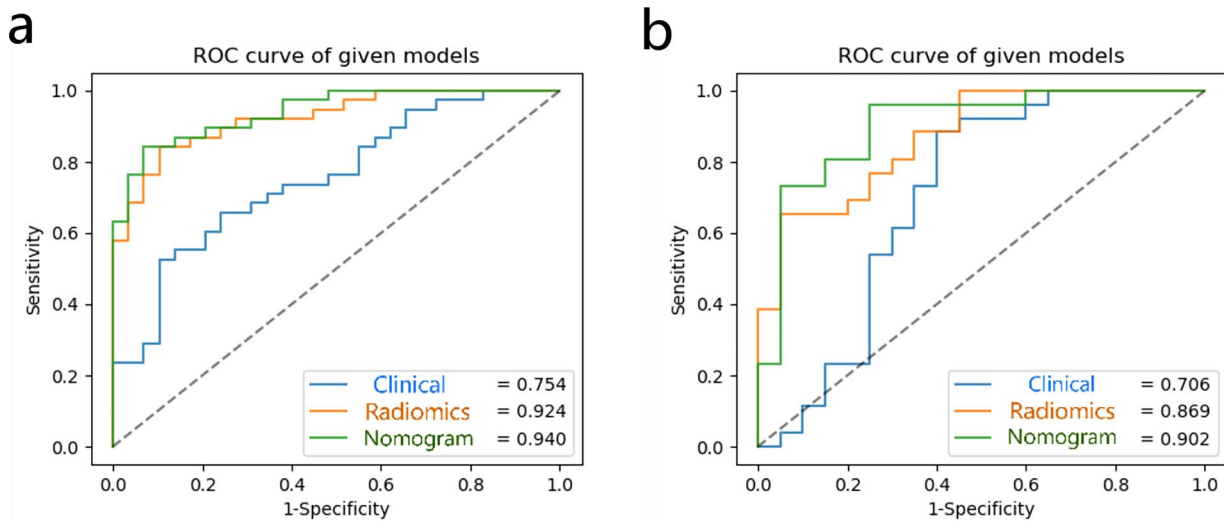 a
ROC curve of given models
1.0
0.8
0.6
0.4
0.2
0.0
Sensitivity
0.0 0.2 0.4 0.6 0.8 1.0
1-Specificity
Clinical = 0.754
Radiomics = 0.924
Nomogram = 0.940
b
ROC curve of given models
1.0
0.8
0.6
0.4
0.2
0.0
Sensitivity
0.0 0.2 0.4 0.6 0.8 1.0
1-Specificity
Clinical = 0.706
Radiomics = 0.869
Nomogram = 0.902